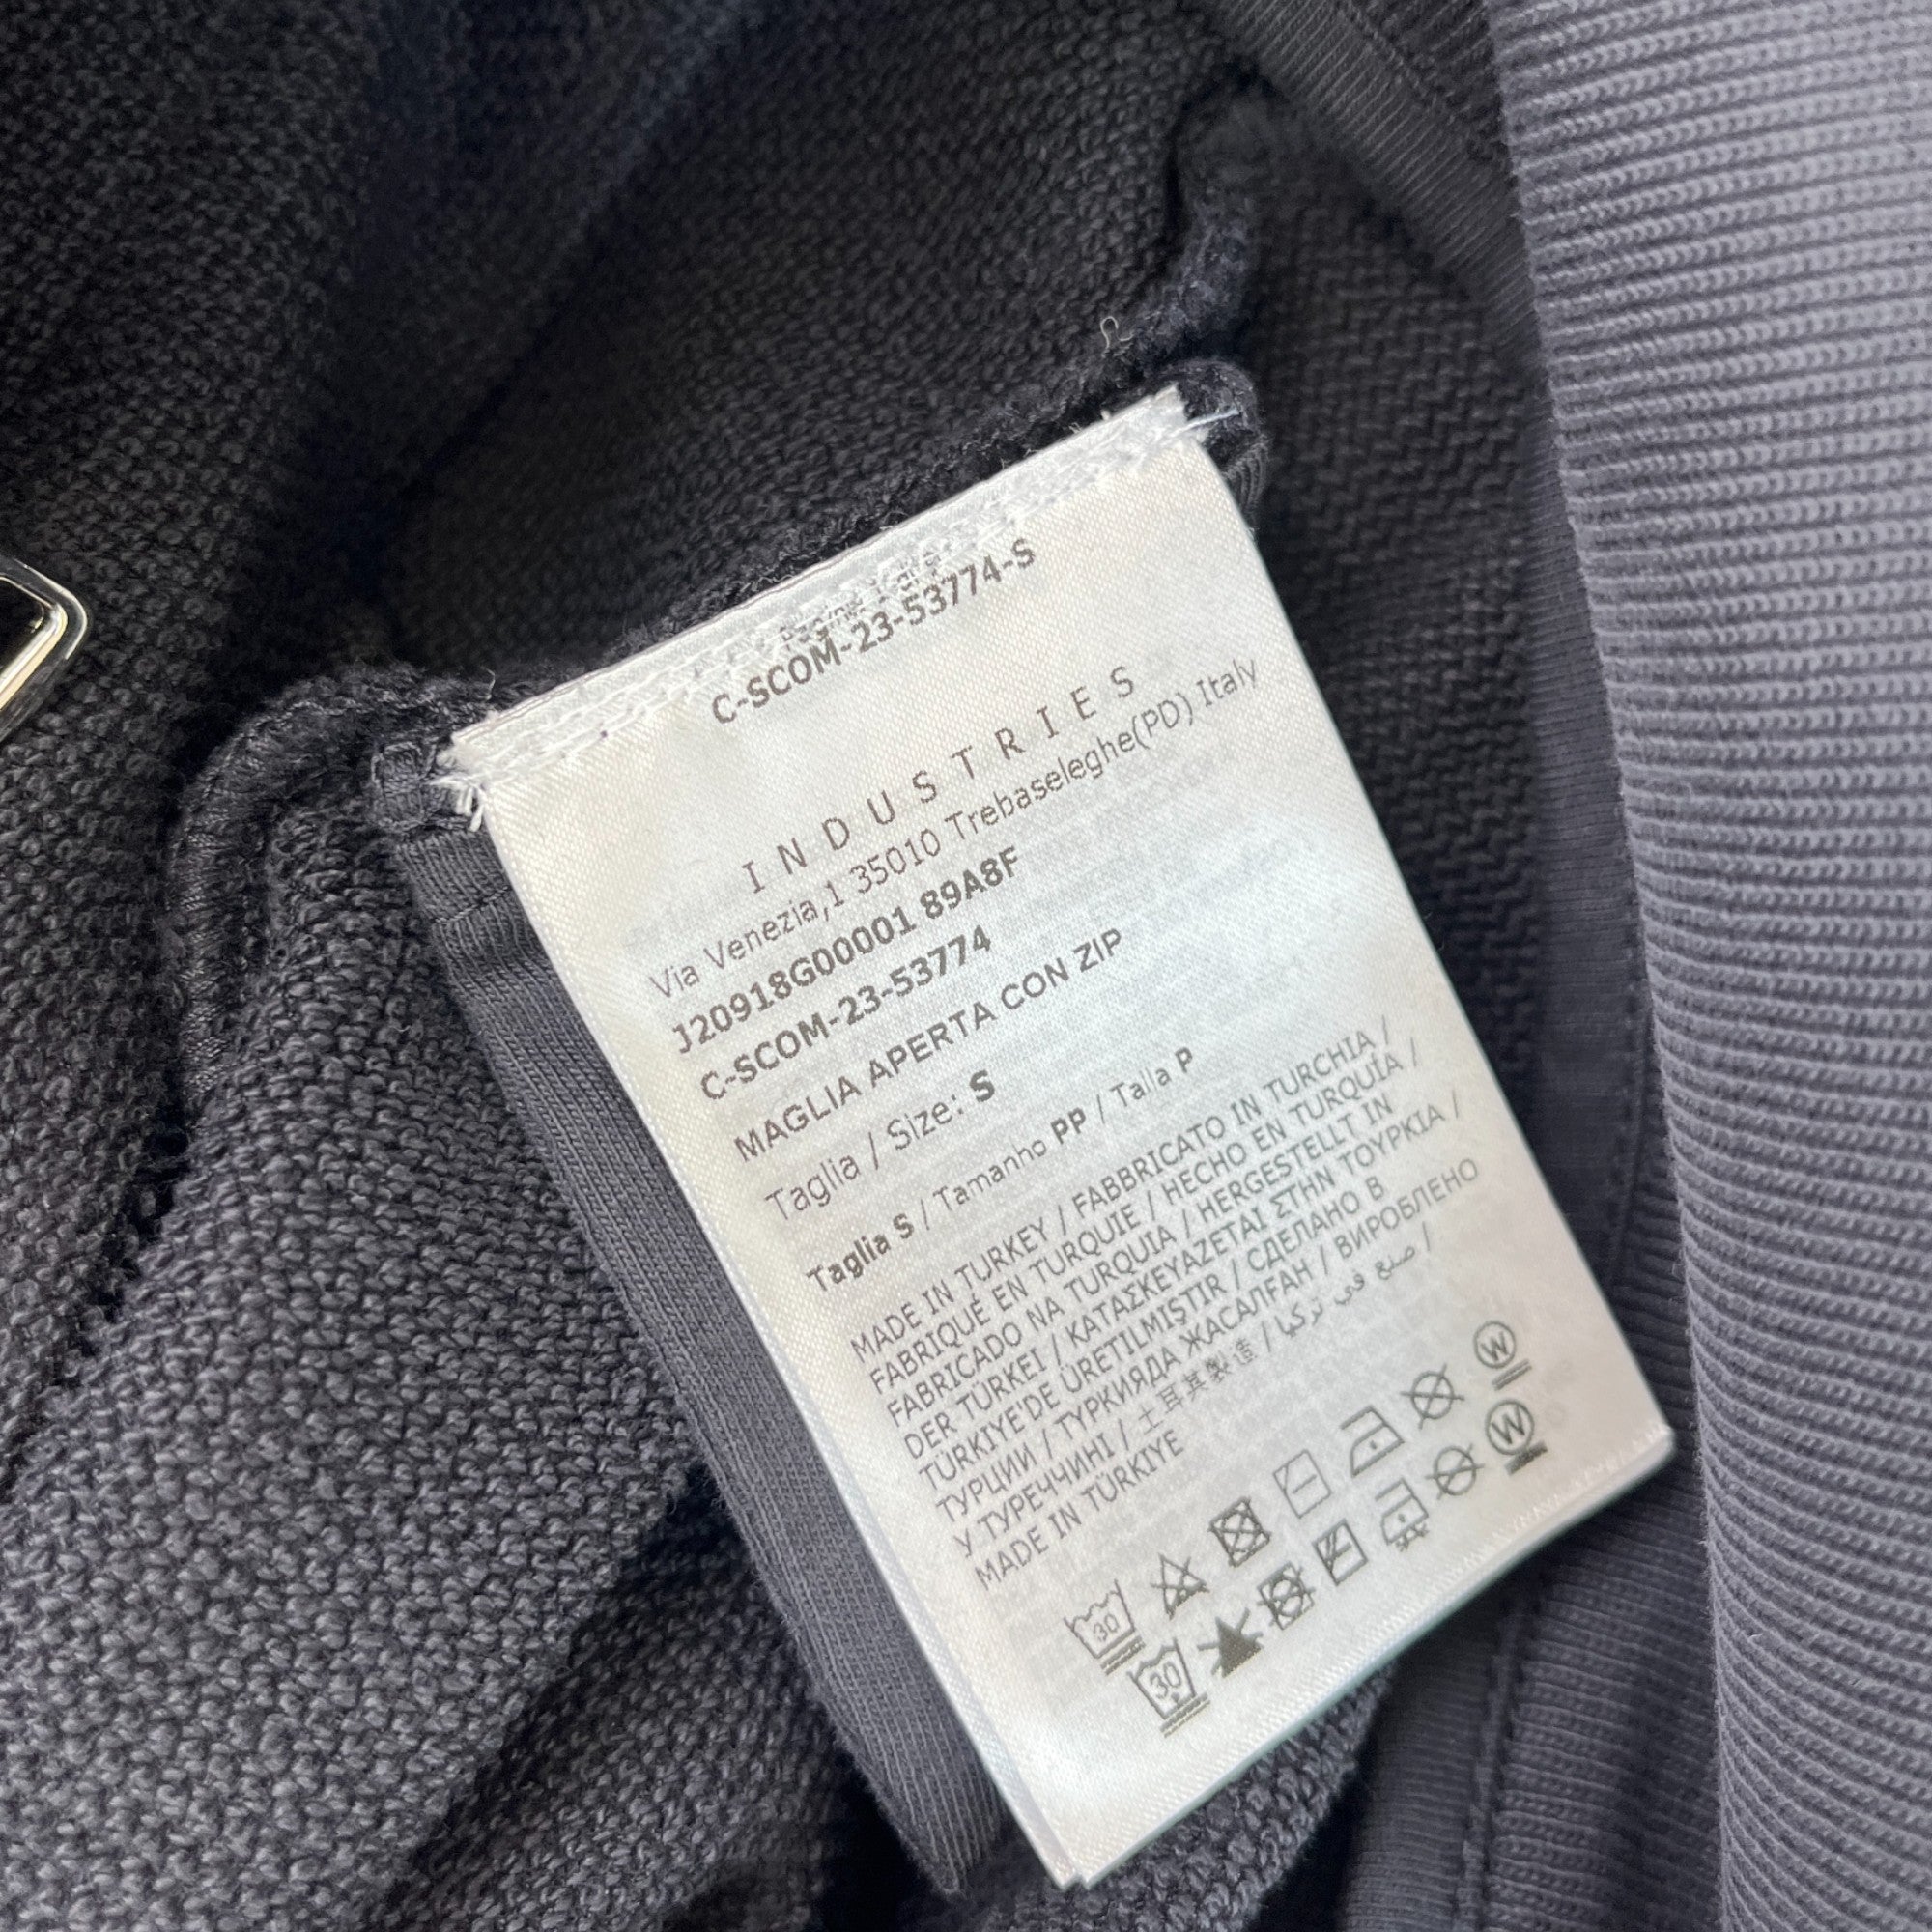 C-SCOM-23-53774-S
INDUSTRIES
Via Venezia,1 35010 Trebaseleghe(PD) Italy
J20918G00001 89A8F
C-SCOM-23-53774
MAGLIA APERTA CON ZIP
Taglia / Size: S
Taglia S / Tamanho PP / Talla P
MADE IN TURKEY / FABBRICATO IN TURCHIA /
FABRIQUÉ EN TURQUIE / HECHO EN TURQUÍA /
FABRICADO NA TURQUIA / HERGESTELLT IN
DER TÜRKEI / ΚΑΤΑΣΚΕΥΑΖΕΤΑΙ ΣΤΗΝ ΤΟΥΡΚΙΑ /
TÜRKIYE'DE ÜRETILMIŞTIR / СДЕЛАНО В
ТУРЦИИ / ТУРКИЯДА ЖАСАЛҒАН / ВИРОБЛЕНО
У ТУРЕЧЧИНІ / 土耳其製造 / صنع في تركيا /
MADE IN TÜRKIYE
30 W
30 W